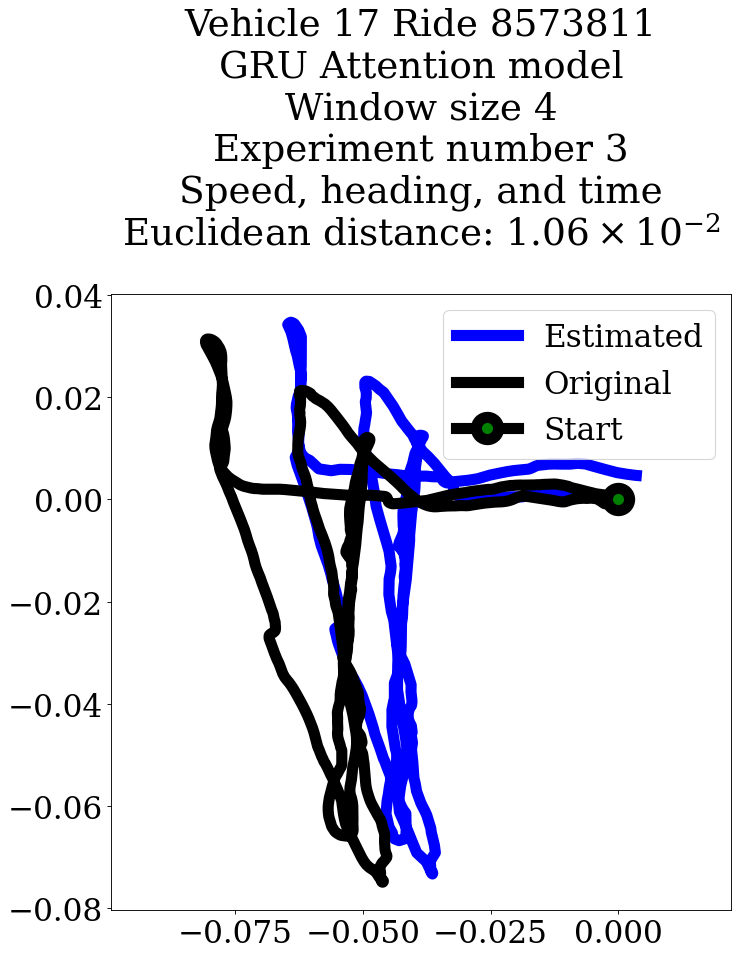 Vehicle 17 Ride 8573811
GRU Attention model
Window size 4
Experiment number 3
Speed, heading, and time
Euclidean distance: 1.06 × 10⁻²
0.04
0.02
0.00
−0.02
−0.04
−0.06
−0.08
Estimated
Original
Start
−0.075 −0.050 −0.025 0.000